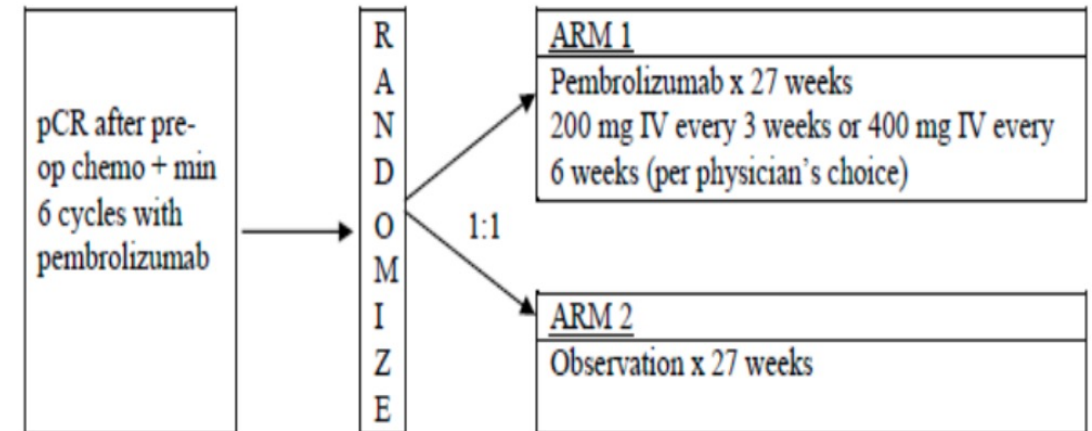 pCR after pre-
op chemo + min
6 cycles with
pembrolizumab
R
A
N
D
O
M
I
Z
E
1:1
ARM 1
Pembrolizumab x 27 weeks
200 mg IV every 3 weeks or 400 mg IV every
6 weeks (per physician's choice)
ARM 2
Observation x 27 weeks